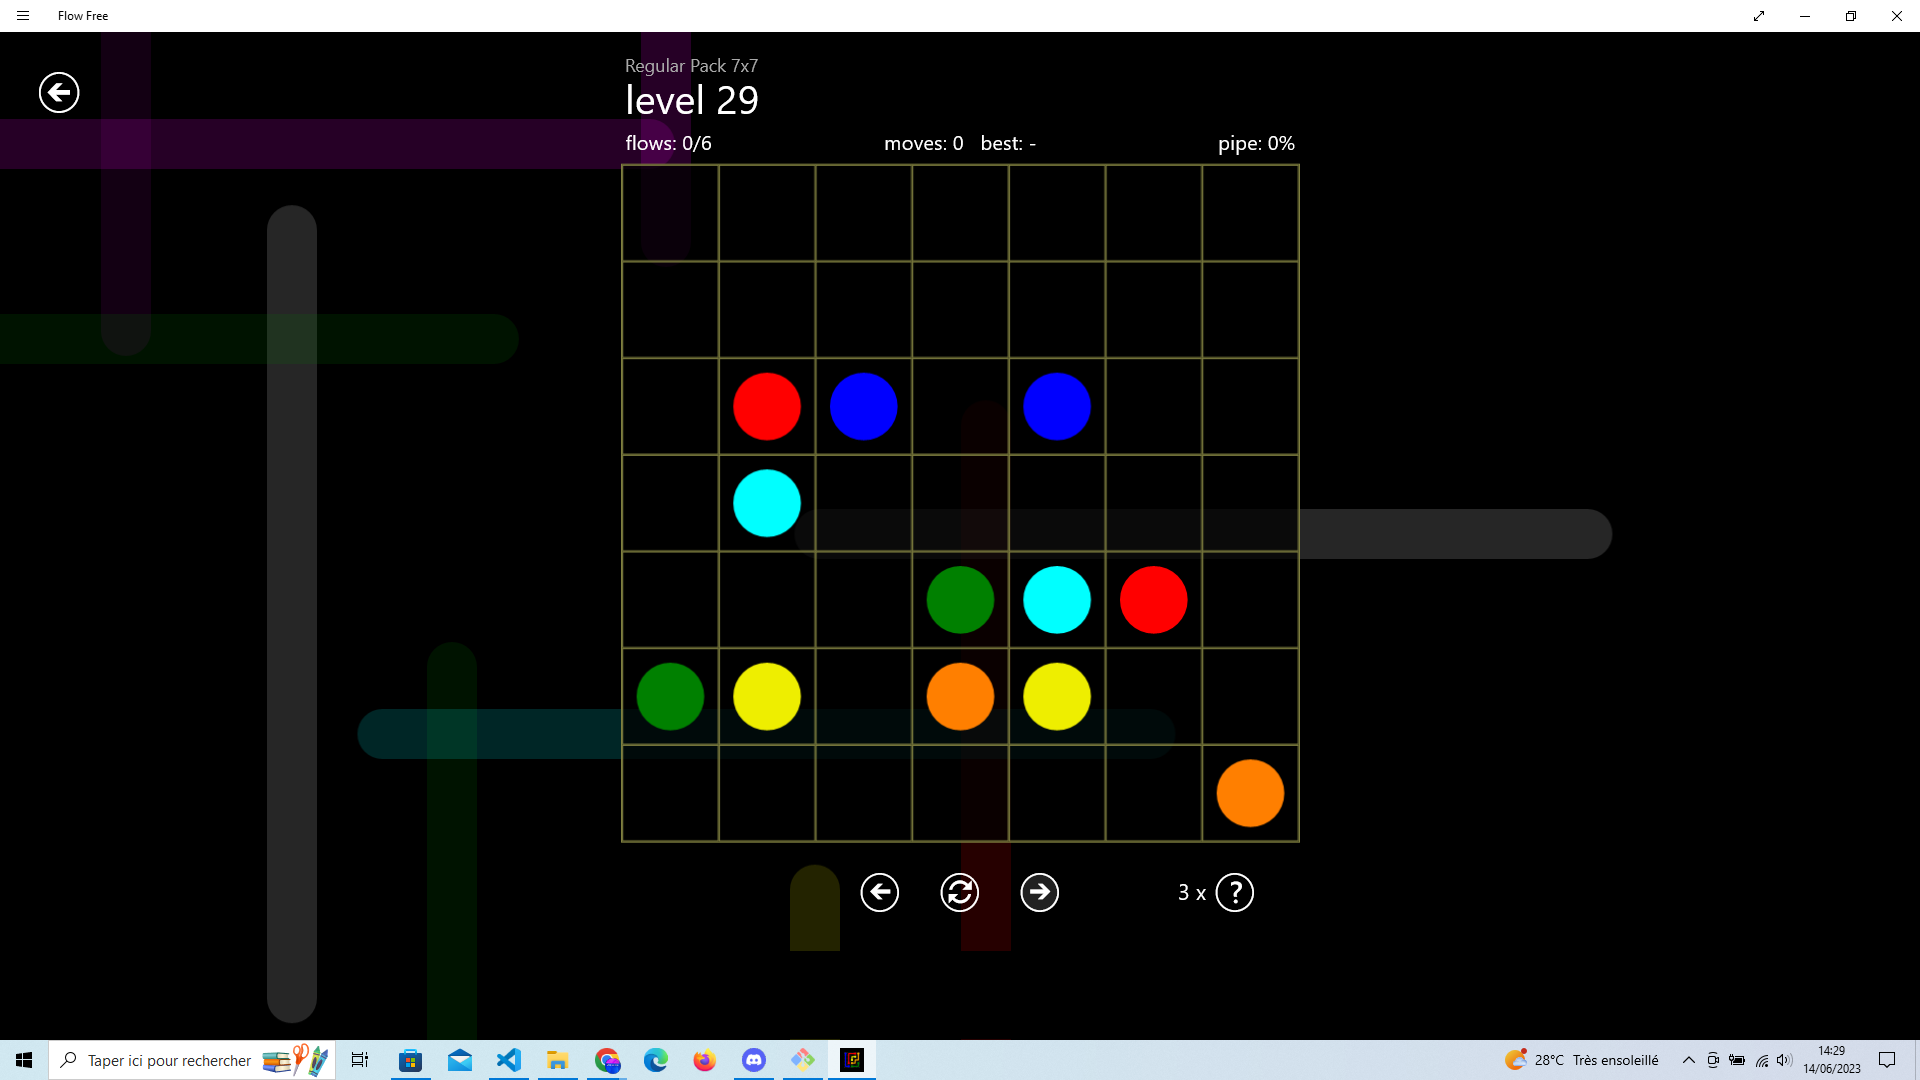 Flow Free
Regular Pack 7x7
level 29
flows: 0/6
moves: 0 best: -
pipe: 0%
3 x ?
Taper ici pour rechercher
28°C Très ensoleillé
14:29
14/06/2023